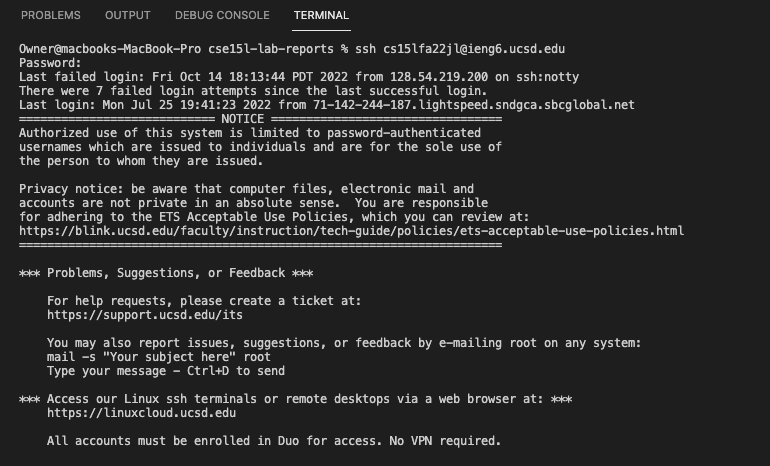 PROBLEMS OUTPUT DEBUG CONSOLE TERMINAL
Owner@macbooks-MacBook-Pro cse15l-lab-reports % ssh cs15lfa22jl@ieng6.ucsd.edu
Password:
Last failed login: Fri Oct 14 18:13:44 PDT 2022 from 128.54.219.200 on ssh:notty
There were 7 failed login attempts since the last successful login.
Last login: Mon Jul 25 19:41:23 2022 from 71-142-244-187.lightspeed.sndgca.sbcglobal.net
============================ NOTICE =================================
Authorized use of this system is limited to password-authenticated
usernames which are issued to individuals and are for the sole use of
the person to whom they are issued.

Privacy notice: be aware that computer files, electronic mail and
accounts are not private in an absolute sense.  You are responsible
for adhering to the ETS Acceptable Use Policies, which you can review at:
https://blink.ucsd.edu/faculty/instruction/tech-guide/policies/ets-acceptable-use-policies.html
=====================================================================

*** Problems, Suggestions, or Feedback ***

    For help requests, please create a ticket at:
    https://support.ucsd.edu/its

    You may also report issues, suggestions, or feedback by e-mailing root on any system:
    mail -s "Your subject here" root
    Type your message - Ctrl+D to send

*** Access our Linux ssh terminals or remote desktops via a web browser at: ***
    https://linuxcloud.ucsd.edu

    All accounts must be enrolled in Duo for access. No VPN required.